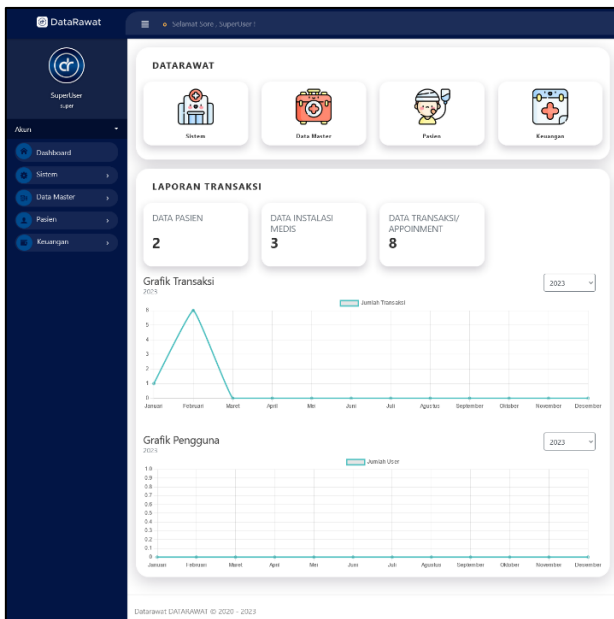 DataRawat
Selamat Sore , SuperUser !
SuperUser
super
Akun
Dashboard
Sistem
Data Master
Pasien
Keuangan
DATARAWAT
Sistem
Data Master
Pasien
Keuangan
LAPORAN TRANSAKSI
DATA PASIEN
2
DATA INSTALASI
MEDIS
3
DATA TRANSAKSI/
APPOINMENT
8
Grafik Transaksi
2023
2023
Jumlah Transaksi
6
5
4
3
2
1
0
Januari Februari Maret April Mei Juni Juli Agustus September Oktober November Desember
Grafik Pengguna
2023
2023
Jumlah User
1.0
0.9
0.8
0.7
0.6
0.5
0.4
0.3
0.2
0.1
0
Januari Februari Maret April Mei Juni Juli Agustus September Oktober November Desember
Datarawat DATARAWAT © 2020 - 2023